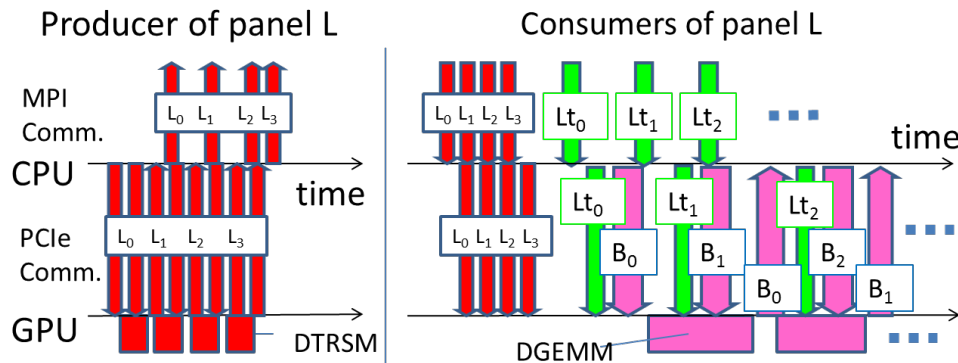 Producer of panel L
Consumers of panel L
MPI
Comm.
L0 L1 L2 L3
L0 L1 L2 L3
Lt0
Lt1
Lt2
CPU
time
time
PCIe
Comm.
L0 L1 L2 L3
L0 L1 L2 L3
Lt0
B0
Lt1
B1
B0
Lt2
B2
B1
GPU
DTRSM
DGEMM